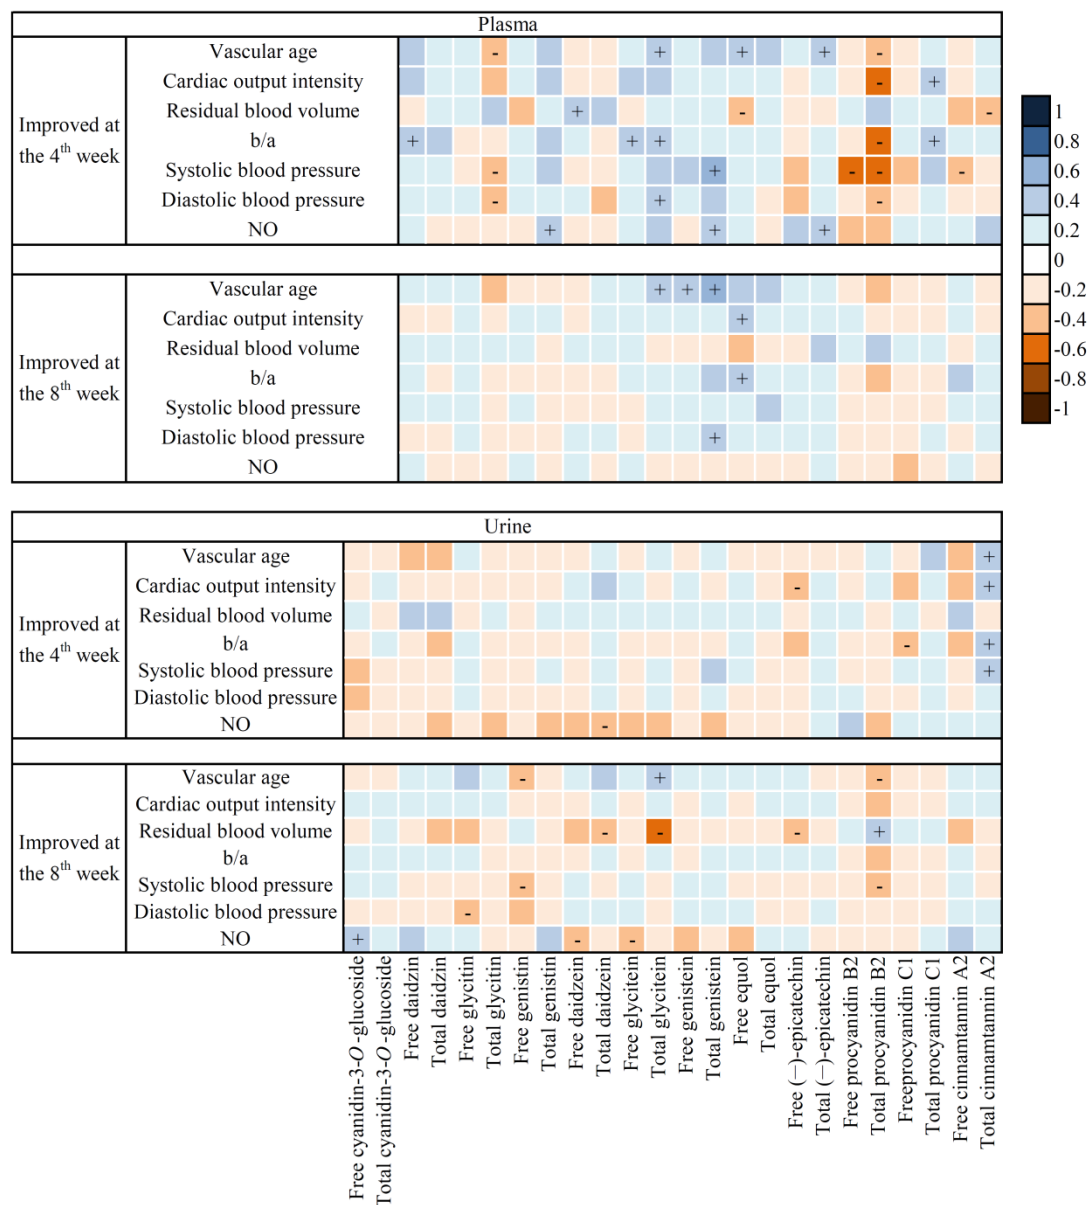 Plasma
Improved at
the 4th week
Vascular age - + + + -
Cardiac output intensity - +
Residual blood volume + - -
b/a + + + - +
Systolic blood pressure - + - - -
Diastolic blood pressure - + -
NO + + +
Improved at
the 8th week
Vascular age + + +
Cardiac output intensity +
Residual blood volume
b/a +
Systolic blood pressure
Diastolic blood pressure +
NO
1
0.8
0.6
0.4
0.2
0
-0.2
-0.4
-0.6
-0.8
-1
Urine
Improved at
the 4th week
Vascular age +
Cardiac output intensity - +
Residual blood volume
b/a - +
Systolic blood pressure +
Diastolic blood pressure
NO -
Improved at
the 8th week
Vascular age - + -
Cardiac output intensity
Residual blood volume - - - +
b/a
Systolic blood pressure - -
Diastolic blood pressure -
NO + - -
Free cyanidin-3-O-glucoside
Total cyanidin-3-O-glucoside
Free daidzin
Total daidzin
Free glycitin
Total glycitin
Free genistin
Total genistin
Free daidzein
Total daidzein
Free glycitein
Total glycitein
Free genistein
Total genistein
Free equol
Total equol
Free (−)-epicatechin
Total (−)-epicatechin
Free procyanidin B2
Total procyanidin B2
Freeprocyanidin C1
Total procyanidin C1
Free cinnamtannin A2
Total cinnamtannin A2